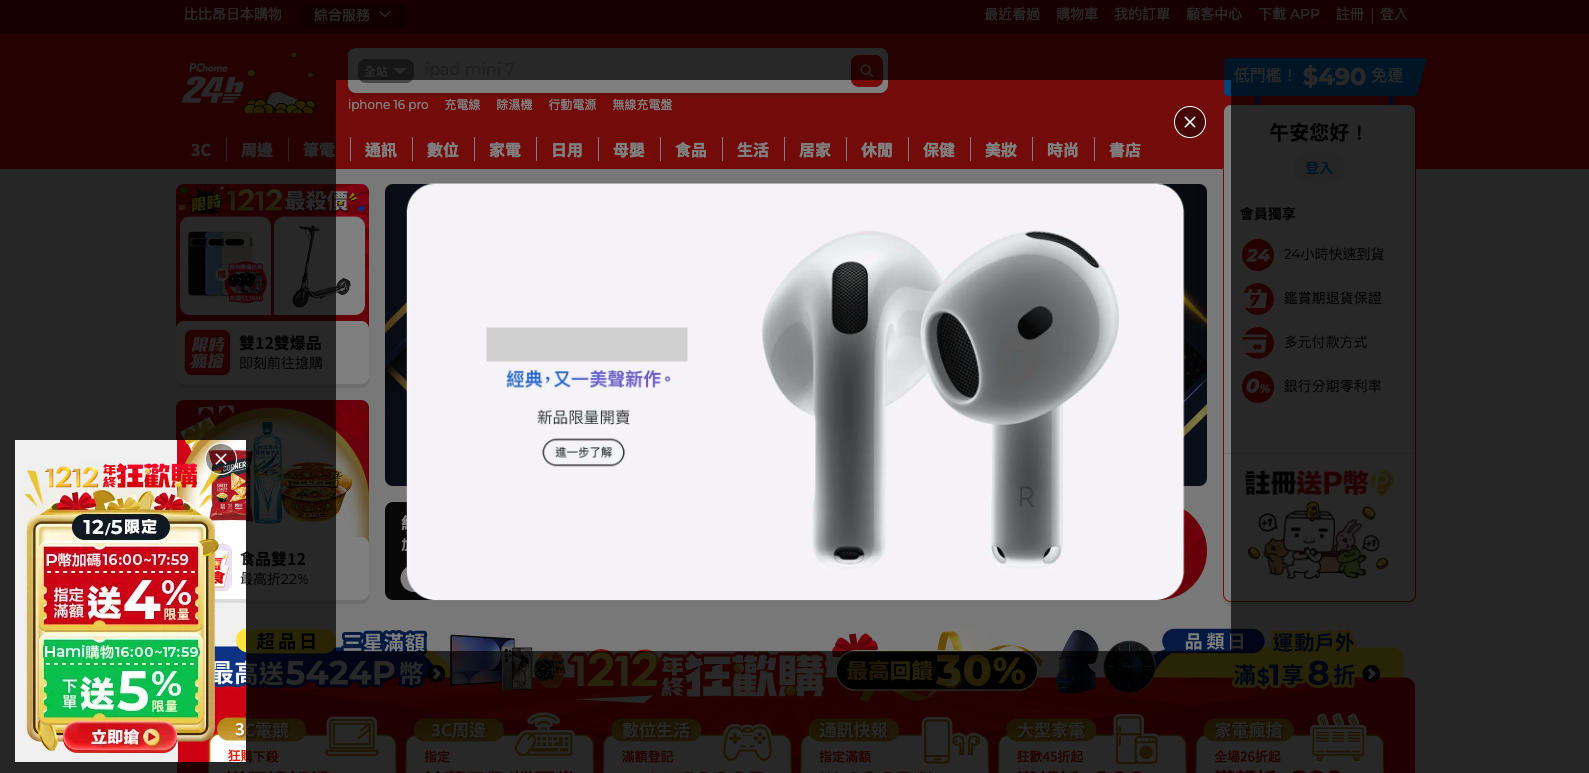 比比昂日本購物 綜合服務 最近看過 購物車 我的訂單 顧客中心 下載 APP 註冊 登入
PChome
24h
全站 ipad mini 7
低門檻！ $490 免運
iphone 16 pro 充電線 除濕機 行動電源 無線充電盤
3C 周邊 筆電 通訊 數位 家電 日用 母嬰 食品 生活 居家 休閒 保健 美妝 時尚 書店
午安您好！
登入
會員獨享
24 24小時快速到貨
鑑賞期退貨保證
多元付款方式
0% 銀行分期零利率
註冊送P幣
限時 1212最殺價
限時
瘋搶
雙12雙爆品
即刻前往搶購
經典，又一美聲新作。
新品限量開賣
進一步了解
R
食品雙12
最高折22%
1212年終狂歡購
12/5限定
P幣加碼16:00~17:59
指定
滿額
送4%
限量
Hami購物16:00~17:59
下單
送5%
限量
立即搶
超品日 三星滿額
最高送5424P幣
1212年終狂歡購
最高回饋30%
品類日 運動戶外
滿$1享8折
3C電競 3C周邊 數位生活 通訊快報 大型家電 家電瘋搶
狂購下殺 指定 滿額登記 指定滿額 狂歡45折起 全場26折起